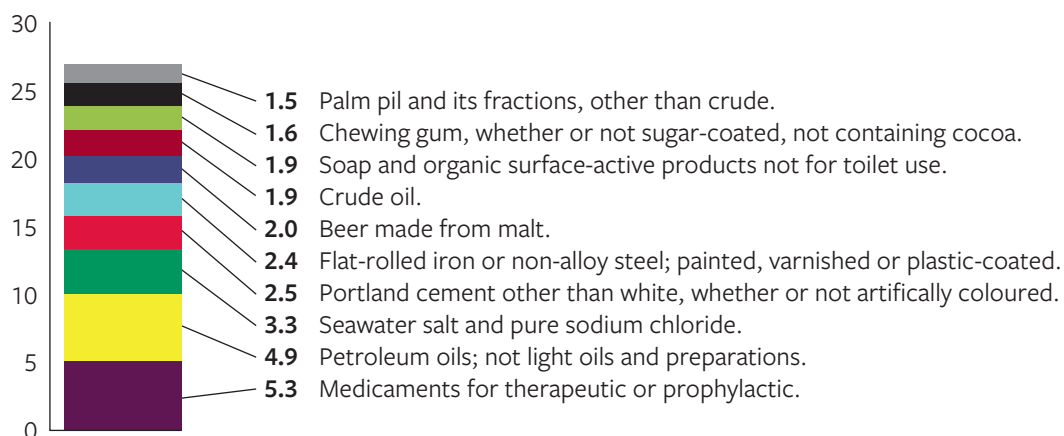 30
25
20
15
10
5
0
1.5 Palm pil and its fractions, other than crude.
1.6 Chewing gum, whether or not sugar-coated, not containing cocoa.
1.9 Soap and organic surface-active products not for toilet use.
1.9 Crude oil.
2.0 Beer made from malt.
2.4 Flat-rolled iron or non-alloy steel; painted, varnished or plastic-coated.
2.5 Portland cement other than white, whether or not artifically coloured.
3.3 Seawater salt and pure sodium chloride.
4.9 Petroleum oils; not light oils and preparations.
5.3 Medicaments for therapeutic or prophylactic.